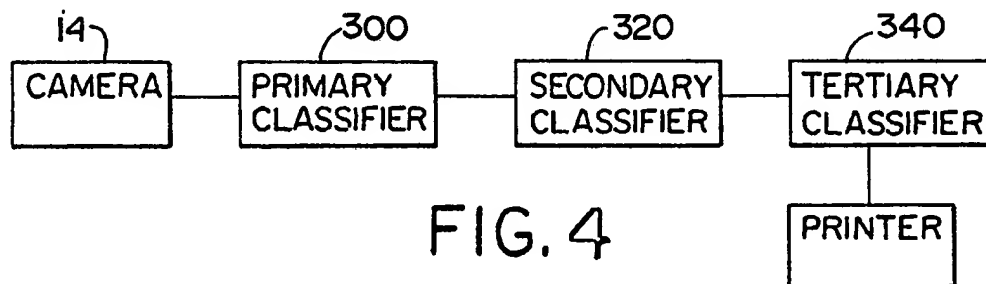 14 300 320 340
CAMERA
PRIMARY
CLASSIFIER
SECONDARY
CLASSIFIER
TERTIARY
CLASSIFIER
PRINTER
FIG. 4